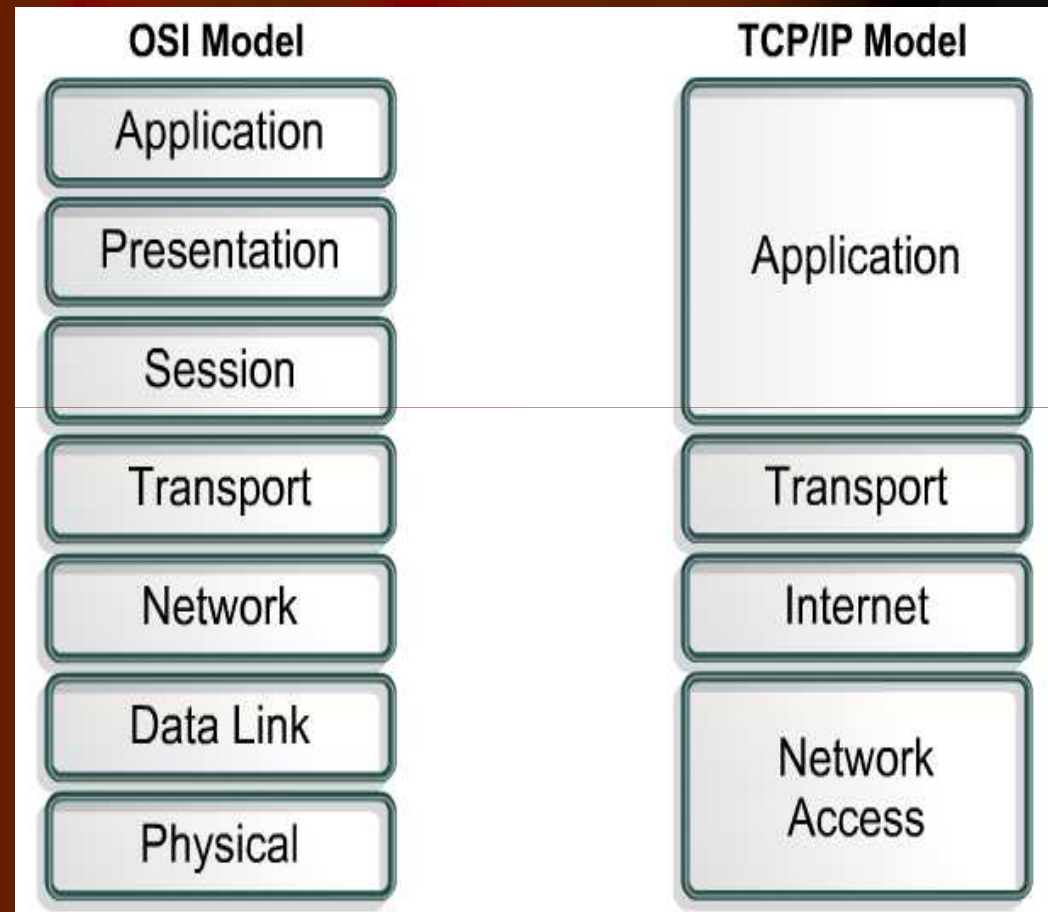 OSI Model
Application
Presentation
Session
Transport
Network
Data Link
Physical
TCP/IP Model
Application
Transport
Internet
Network
Access